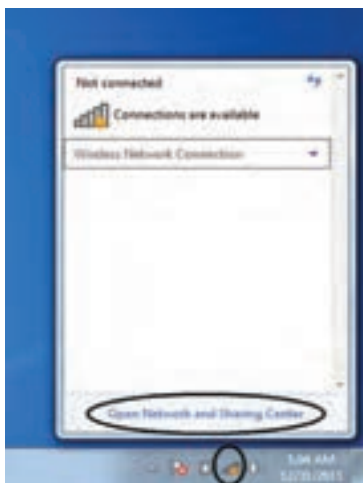 Not connected
Connections are available
Wireless Network Connection
Open Network and Sharing Center